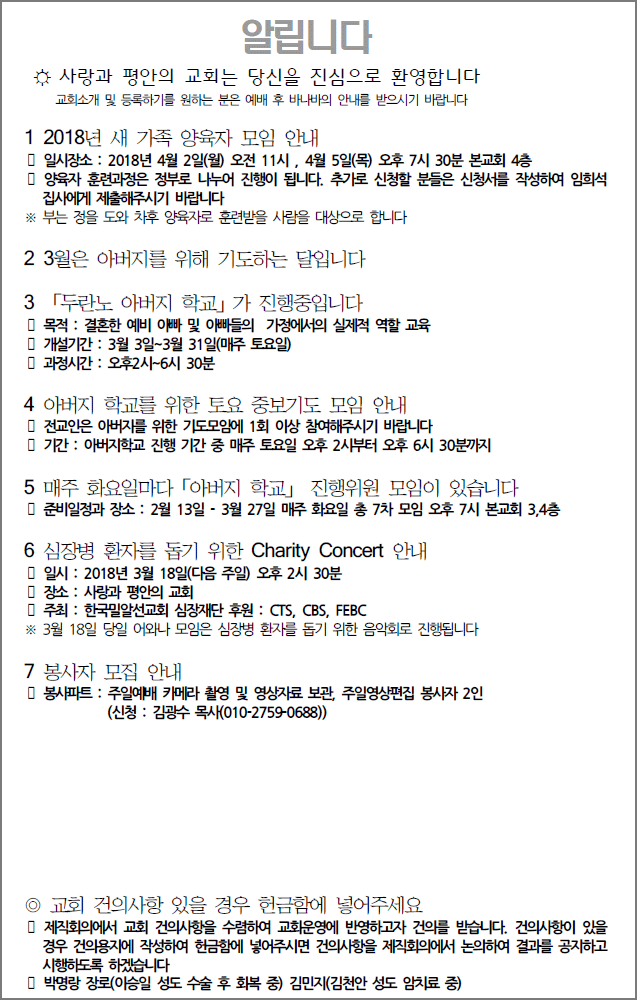 알립니다
☼ 사랑과 평안의 교회는 당신을 진심으로 환영합니다
교회소개 및 등록하기를 원하는 분은 예배 후 바나바의 안내를 받으시기 바랍니다
1 2018년 새 가족 양육자 모임 안내
▯ 일시장소 : 2018년 4월 2일(월) 오전 11시 , 4월 5일(목) 오후 7시 30분 본교회 4층
▯ 양육자 훈련과정은 정부로 나누어 진행이 됩니다. 추가로 신청할 분들은 신청서를 작성하여 임희석
집사에게 제출해주시기 바랍니다
※ 부는 정을 도와 차후 양육자로 훈련받을 사람을 대상으로 합니다
2 3월은 아버지를 위해 기도하는 달입니다
3 「두란노 아버지 학교」가 진행중입니다
▯ 목적 : 결혼한 예비 아빠 및 아빠들의 가정에서의 실제적 역할 교육
▯ 개설기간 : 3월 3일~3월 31일(매주 토요일)
▯ 과정시간 : 오후2시~6시 30분
4 아버지 학교를 위한 토요 중보기도 모임 안내
▯ 전교인은 아버지를 위한 기도모임에 1회 이상 참여해주시기 바랍니다
▯ 기간 : 아버지학교 진행 기간 중 매주 토요일 오후 2시부터 오후 6시 30분까지
5 매주 화요일마다「아버지 학교」 진행위원 모임이 있습니다
▯ 준비일정과 장소 : 2월 13일 - 3월 27일 매주 화요일 총 7차 모임 오후 7시 본교회 3,4층
6 심장병 환자를 돕기 위한 Charity Concert 안내
▯ 일시 : 2018년 3월 18일(다음 주일) 오후 2시 30분
▯ 장소 : 사랑과 평안의 교회
▯ 주최 : 한국밀알선교회 심장재단 후원 : CTS, CBS, FEBC
※ 3월 18일 당일 어와나 모임은 심장병 환자를 돕기 위한 음악회로 진행됩니다
7 봉사자 모집 안내
▯ 봉사파트 : 주일예배 카메라 촬영 및 영상자료 보관, 주일영상편집 봉사자 2인
(신청 : 김광수 목사(010-2759-0688))
◎ 교회 건의사항 있을 경우 헌금함에 넣어주세요
▯ 제직회의에서 교회 건의사항을 수렴하여 교회운영에 반영하고자 건의를 받습니다. 건의사항이 있을
경우 건의용지에 작성하여 헌금함에 넣어주시면 건의사항을 제직회의에서 논의하여 결과를 공지하고
시행하도록 하겠습니다
▯ 박명랑 장로(이승일 성도 수술 후 회복 중) 김민지(김천안 성도 암치료 중)